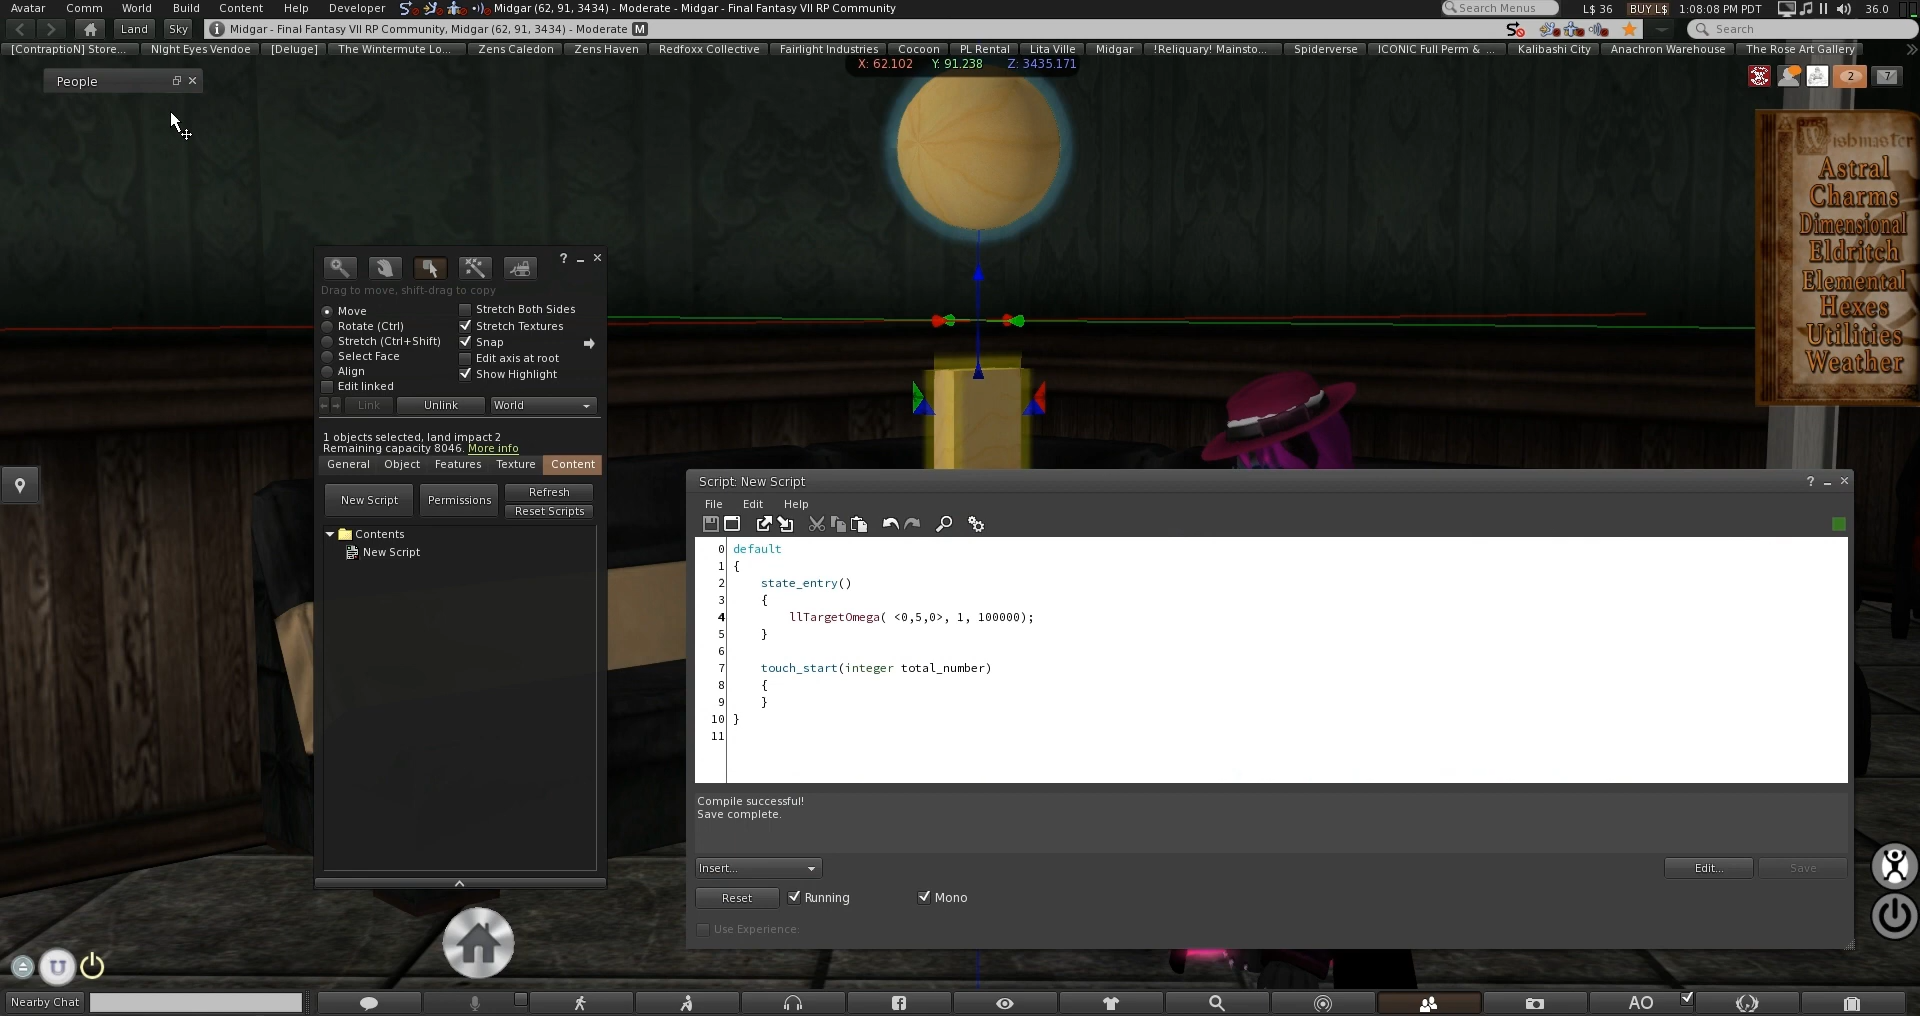 Avatar Comm World Build Content Help Developer Midgar (62, 91, 3434) - Moderate - Midgar - Final Fantasy VII RP Community Search Menus L$ 36 BUY L$ 1:08:08 PM PDT 36.0
Land Sky Midgar - Final Fantasy VII RP Community, Midgar (62, 91, 3434) - Moderate M Search
[ContraptioN] Store... Night Eyes Vendoe [Deluge] The Wintermute Lo... Zens Caledon Zens Haven Redfoxx Collective Fairlight Industries Cocoon PL Rental Lita Ville Midgar !Reliquary! Mainsto... Spiderverse ICONIC Full Perm & ... Kalibashi City Anachron Warehouse The Rose Art Gallery
X: 62.102 Y: 91.238 Z: 3435.171
People
2 7
Astral
Charms
Dimensional
Eldritch
Elemental
Hexes
Utilities
Weather
Drag to move, shift-drag to copy
Move Stretch Both Sides
Rotate (Ctrl) Stretch Textures
Stretch (Ctrl+Shift) Snap
Select Face Edit axis at root
Align Show Highlight
Edit linked
Link Unlink World
1 objects selected, land impact 2
Remaining capacity 8046. More info
General Object Features Texture Content
New Script Permissions Refresh
Reset Scripts
Contents
New Script
Script: New Script
File Edit Help
0 default
1 {
2 state_entry()
3 {
4 llTargetOmega( <0,5,0>, 1, 100000);
5 }
6
7 touch_start(integer total_number)
8 {
9 }
10 }
11
Compile successful!
Save complete.
Insert... Edit... Save
Reset Running Mono
Use Experience:
Nearby Chat AO